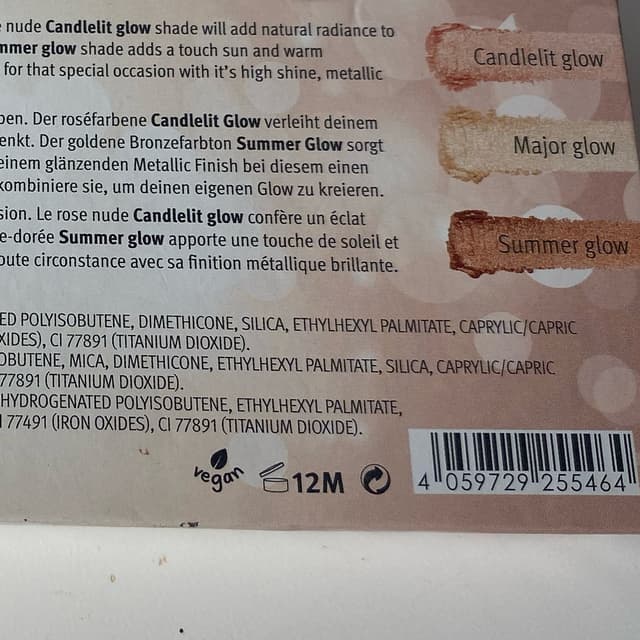 nude Candlelit glow shade will add natural radiance to
mmer glow shade adds a touch sun and warm
for that special occasion with it's high shine, metallic
Candlelit glow
ben. Der roséfarbene Candlelit Glow verleiht deinem
enkt. Der goldene Bronzefarbton Summer Glow sorgt
einem glänzenden Metallic Finish bei diesem einen
kombiniere sie, um deinen eigenen Glow zu kreieren.
Major glow
sion. Le rose nude Candlelit glow confère un éclat
e-dorée Summer glow apporte une touche de soleil et
oute circonstance avec sa finition métallique brillante.
Summer glow
ED POLYISOBUTENE, DIMETHICONE, SILICA, ETHYLHEXYL PALMITATE, CAPRYLIC/CAPRIC
XIDES), CI 77891 (TITANIUM DIOXIDE).
OBUTENE, MICA, DIMETHICONE, ETHYLHEXYL PALMITATE, SILICA, CAPRYLIC/CAPRIC
77891 (TITANIUM DIOXIDE).
HYDROGENATED POLYISOBUTENE, ETHYLHEXYL PALMITATE,
I 77491 (IRON OXIDES), CI 77891 (TITANIUM DIOXIDE).
vegan 12M
4 059729 255464